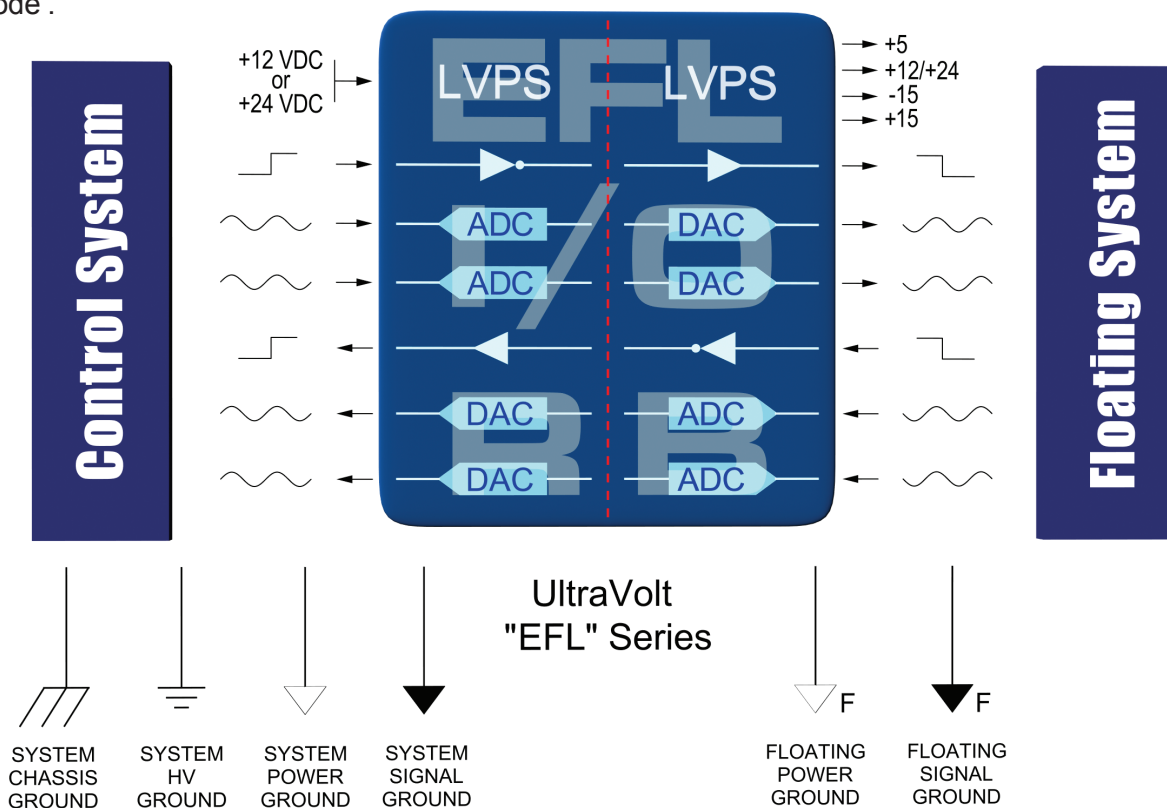 ode .
+12 VDC
or
+24 VDC
EFL
LVPS
LVPS
+5
+12/+24
-15
+15
Control System
I/O
ADC
DAC
ADC
DAC
RB
DAC
ADC
DAC
ADC
Floating System
UltraVolt
"EFL" Series
F
F
SYSTEM
CHASSIS
GROUND
SYSTEM
HV
GROUND
SYSTEM
POWER
GROUND
SYSTEM
SIGNAL
GROUND
FLOATING
POWER
GROUND
FLOATING
SIGNAL
GROUND